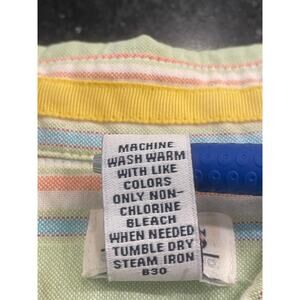 MACHINE
WASH WARM
WITH LIKE
COLORS
ONLY NON-
CHLORINE
BLEACH
WHEN NEEDED
TUMBLE DRY
STEAM IRON
B30